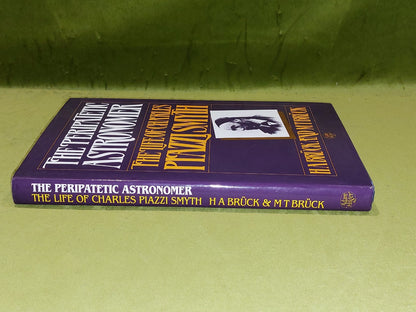 THE PERIPATETIC
ASTRONOMER
THE LIFE OF CHARLES
PIAZZI SMYTH
H A BRÜCK AND M T BRÜCK
THE PERIPATETIC ASTRONOMER
THE LIFE OF CHARLES PIAZZI SMYTH H A BRÜCK & M T BRÜCK